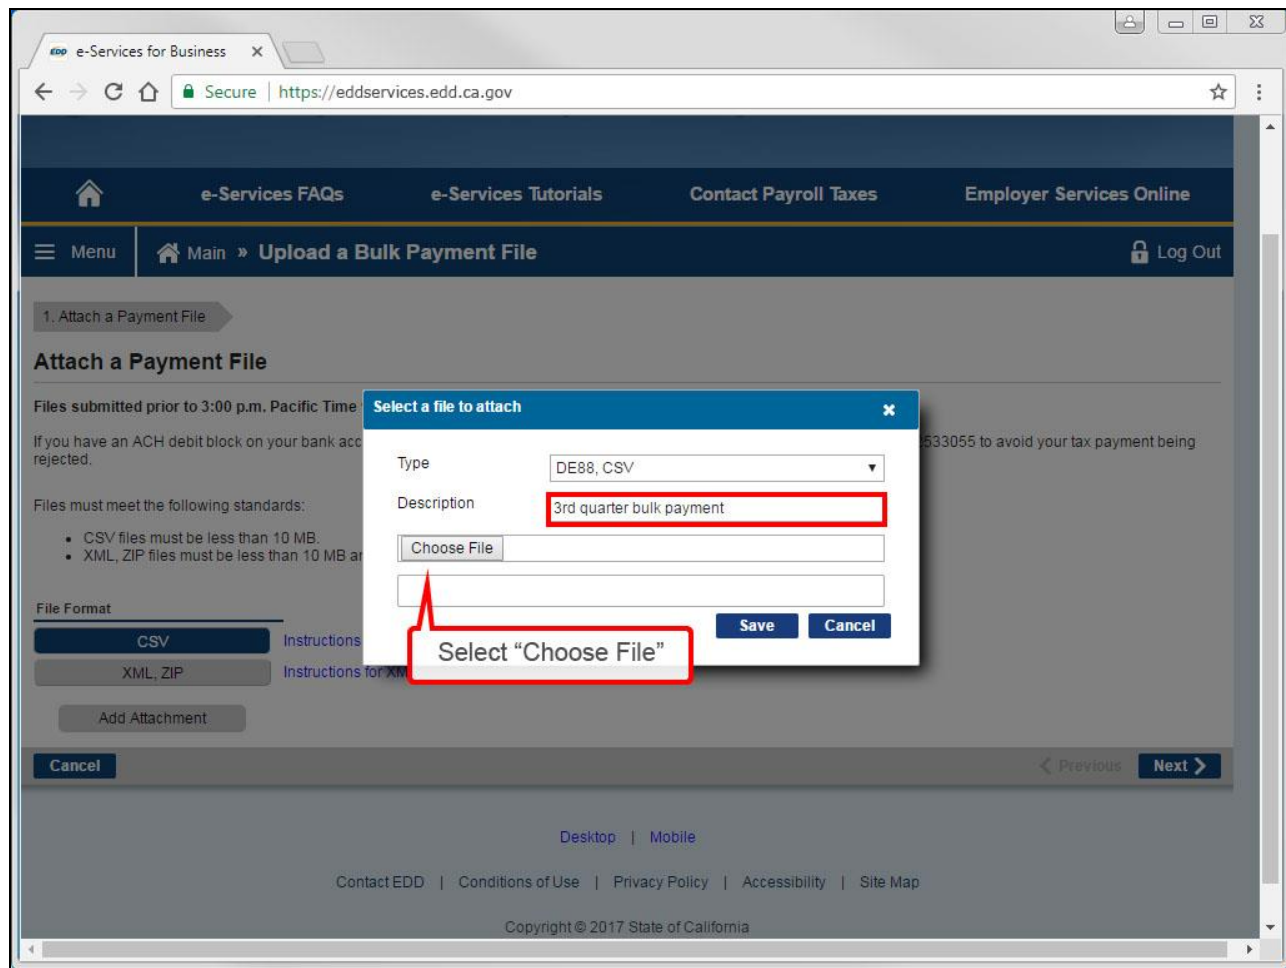 EDD e-Services for Business
Secure | https://eddservices.edd.ca.gov
e-Services FAQs e-Services Tutorials Contact Payroll Taxes Employer Services Online
Menu Main » Upload a Bulk Payment File Log Out
1. Attach a Payment File
Attach a Payment File
Files submitted prior to 3:00 p.m. Pacific Time
If you have an ACH debit block on your bank acc
533055 to avoid your tax payment being
rejected.
Files must meet the following standards:
• CSV files must be less than 10 MB.
• XML, ZIP files must be less than 10 MB
File Format
CSV Instructions
XML, ZIP Instructions for XM
Add Attachment
Select a file to attach
Type DE88, CSV
Description 3rd quarter bulk payment
Choose File
Save Cancel
Select “Choose File”
Cancel Previous Next
Desktop | Mobile
Contact EDD | Conditions of Use | Privacy Policy | Accessibility | Site Map
Copyright © 2017 State of California